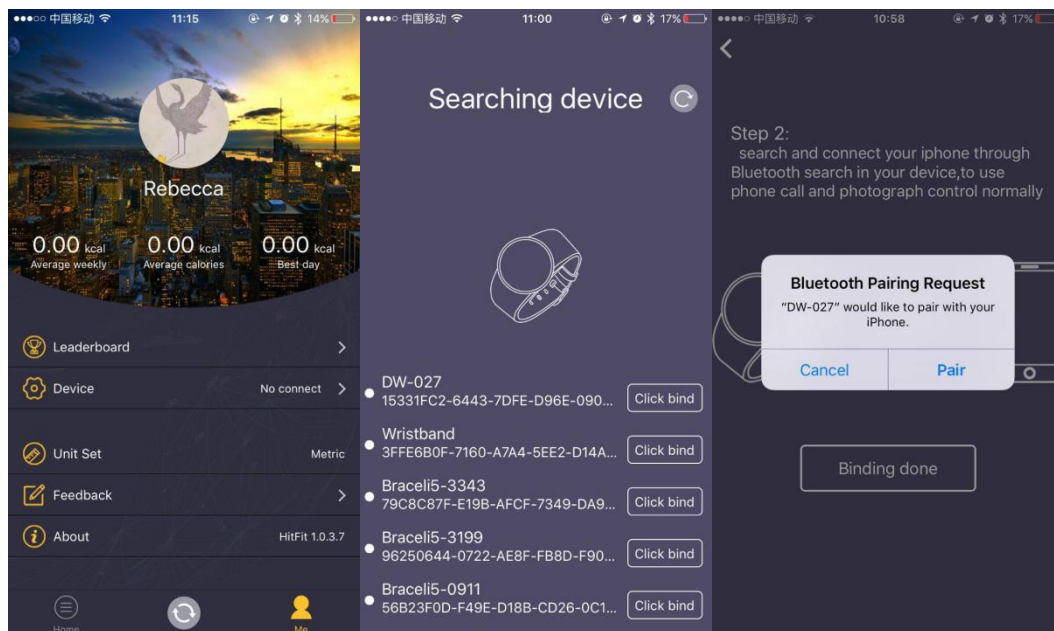 中国移动
11:15
14%
Rebecca
0.00 kcal
Average weekly
0.00 kcal
Average calories
0.00 kcal
Best day
Leaderboard
Device
No connect
Unit Set
Metric
Feedback
About
HitFit 1.0.3.7
Home
Me
中国移动
11:00
17%
Searching device
DW-027
15331FC2-6443-7DFE-D96E-090...
Click bind
Wristband
3FFE6B0F-7160-A7A4-5EE2-D14A...
Click bind
Braceli5-3343
79C8C87F-E19B-AFCF-7349-DA9...
Click bind
Braceli5-3199
96250644-0722-AE8F-FB8D-F90...
Click bind
Braceli5-0911
56B23F0D-F49E-D18B-CD26-0C1...
Click bind
中国移动
10:58
17%
Step 2:
search and connect your iphone through
Bluetooth search in your device,to use
phone call and photograph control normally
Bluetooth Pairing Request
“DW-027” would like to pair with your
iPhone.
Cancel
Pair
Binding done